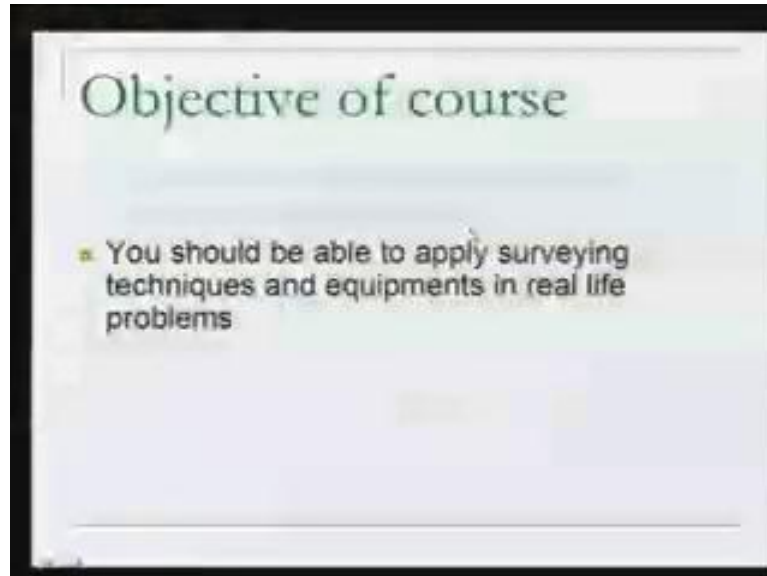 Objective of course
You should be able to apply surveying
techniques and equipments in real life
problems